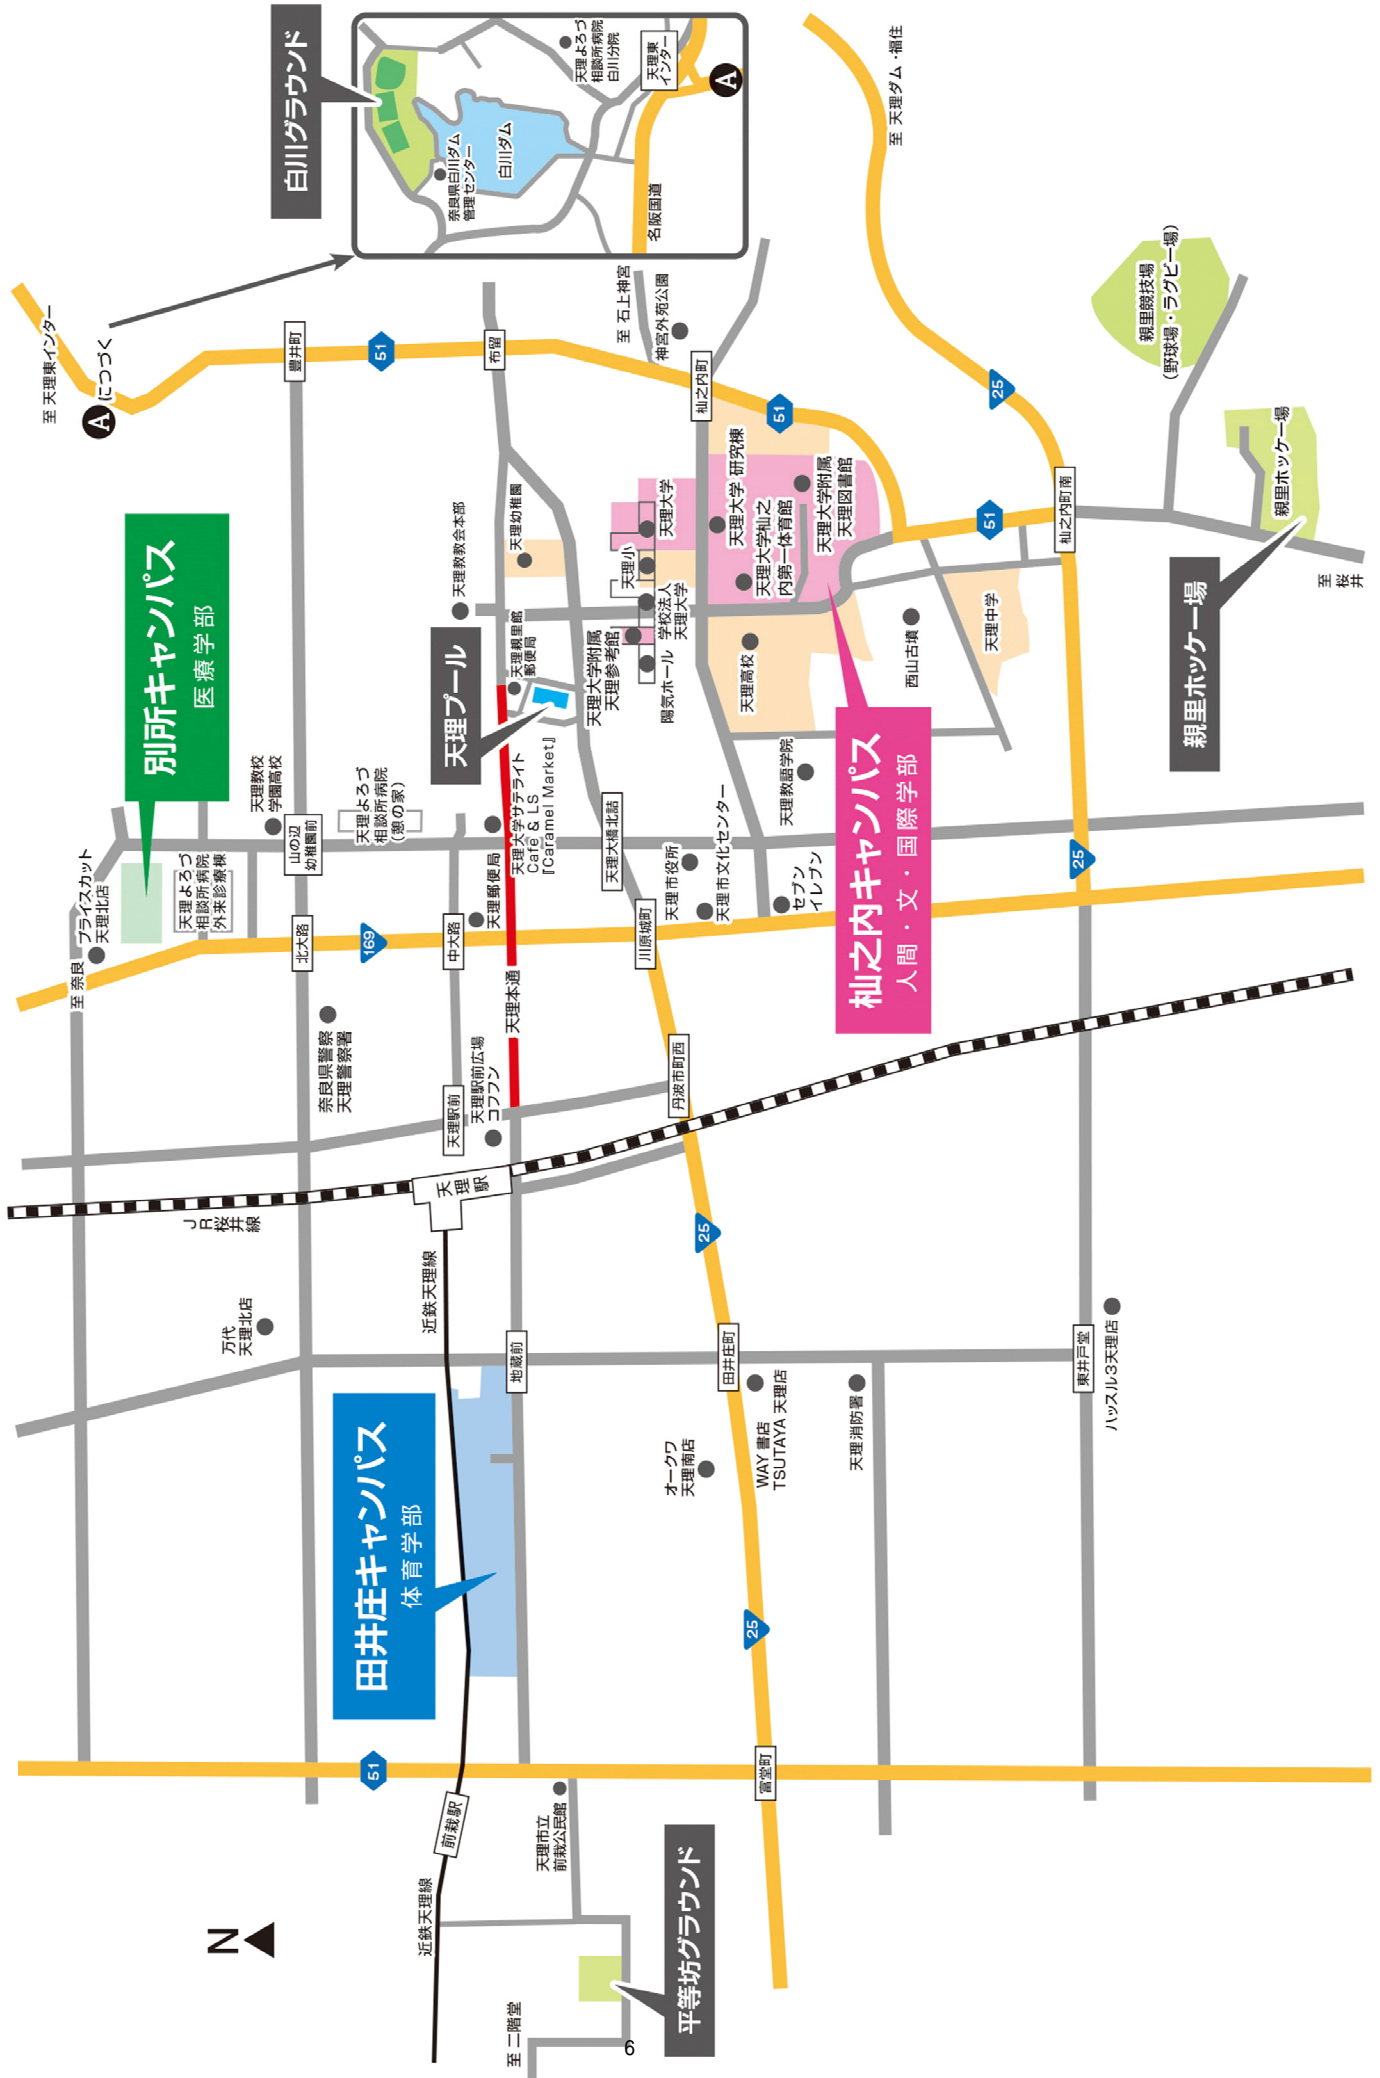 白川グラウンド
天理よろづ
相談所病院
白川分院
天理東
インター
A
奈良県白川ダム
管理センター
白川ダム
名阪国道
至 天理ダム・福住
至 天理東インター
A
につづく
豊井町
51
布留
至 石上神宮
神宮外苑公園
杣之内町
51
25
親里競技場
(野球場・ラグビー場)
親里ホッケー場
親里ホッケー場
至
桜
井
杣之内町南
51
別所キャンパス
医療学部
天理教教会本部
天理幼稚園
天理小
天理大学
学校法人
天理大学
天理大学 研究棟
天理大学杣之
内第一体育館
天理大学附属
天理図書館
天理プール
天理親里館
郵便局
天理大学附属
天理参考館
陽気ホール
天理高校
西山古墳
天理中学
杣之内キャンパス
人間・文・国際学部
天理教校
学園高校
山の辺
幼稚園前
天理よろづ
相談所病院
(憩の家)
天理大学サテライト
Cafe & LS
『Caramel Market』
天理大橋北詰
天理教語学院
天理市役所
天理市文化センター
セブン
イレブン
25
プライスカット
天理北店
天理よろづ
相談所病院
外来診療棟
至 奈良
北大路
169
中大路
天理郵便局
川原城町
天理本通
奈良県警察
天理警察署
天理駅前
天理駅前広場
コフフン
丹波市町西
天理駅
JR桜井線
25
近鉄天理線
万代
天理北店
地蔵前
田井庄町
東井戸堂
ハッスル3天理店
WAY 書店
TSUTAYA 天理店
オークワ
天理南店
天理消防署
田井庄キャンパス
体育学部
25
51
富堂町
前栽駅
天理市立
前栽公民館
近鉄天理線
平等坊グラウンド
至 二階堂
N
6